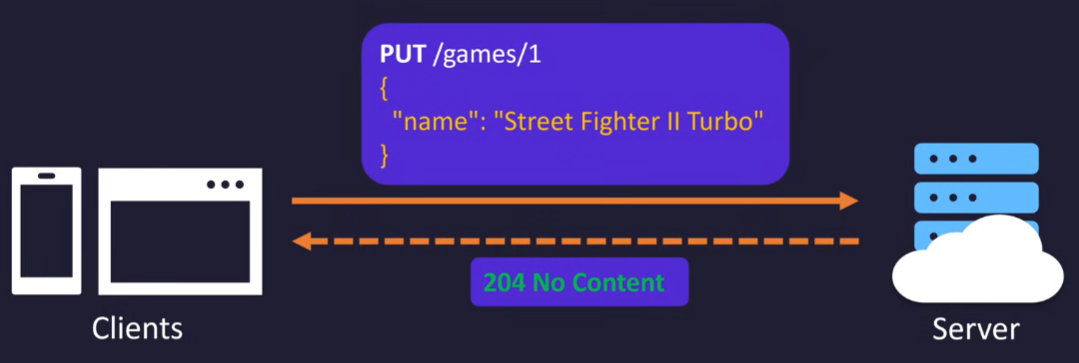 PUT /games/1
{
"name": "Street Fighter II Turbo"
}
204 No Content
Clients
Server